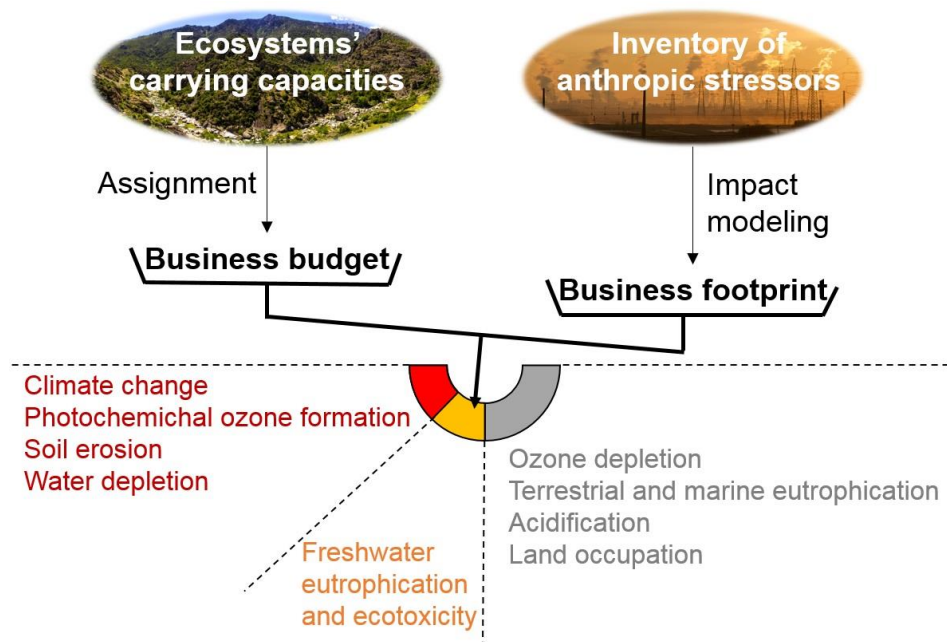 Ecosystems'
carrying capacities
Inventory of
anthropic stressors
Assignment
Impact
modeling
Business budget
Business footprint
Climate change
Photochemichal ozone formation
Soil erosion
Water depletion
Ozone depletion
Terrestrial and marine eutrophication
Acidification
Land occupation
Freshwater
eutrophication
and ecotoxicity